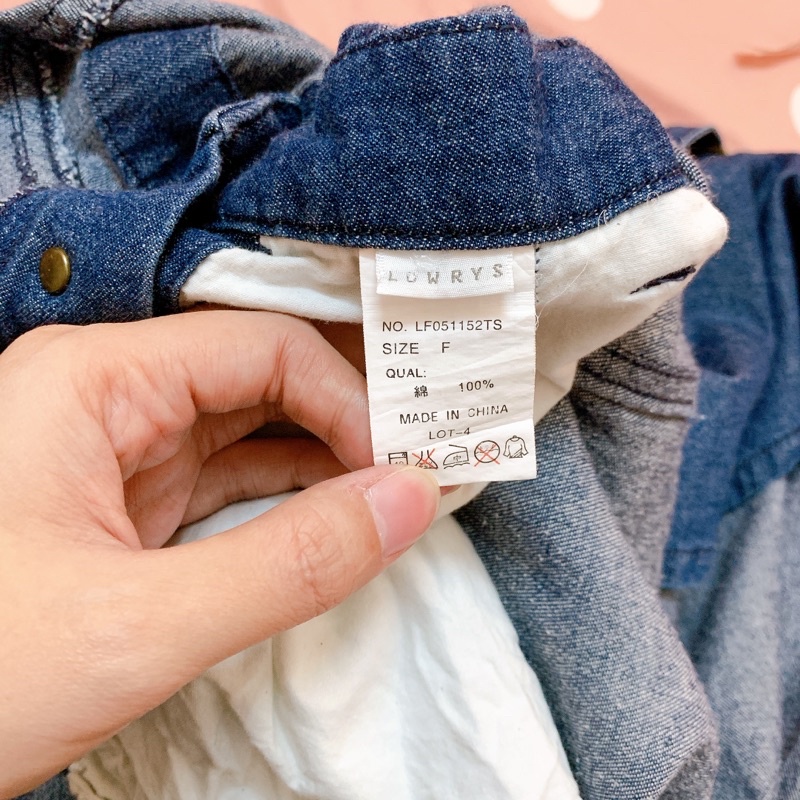 LOWRYS
NO. LF051152TS
SIZE F
QUAL:
綿 100%
MADE IN CHINA
LOT-4